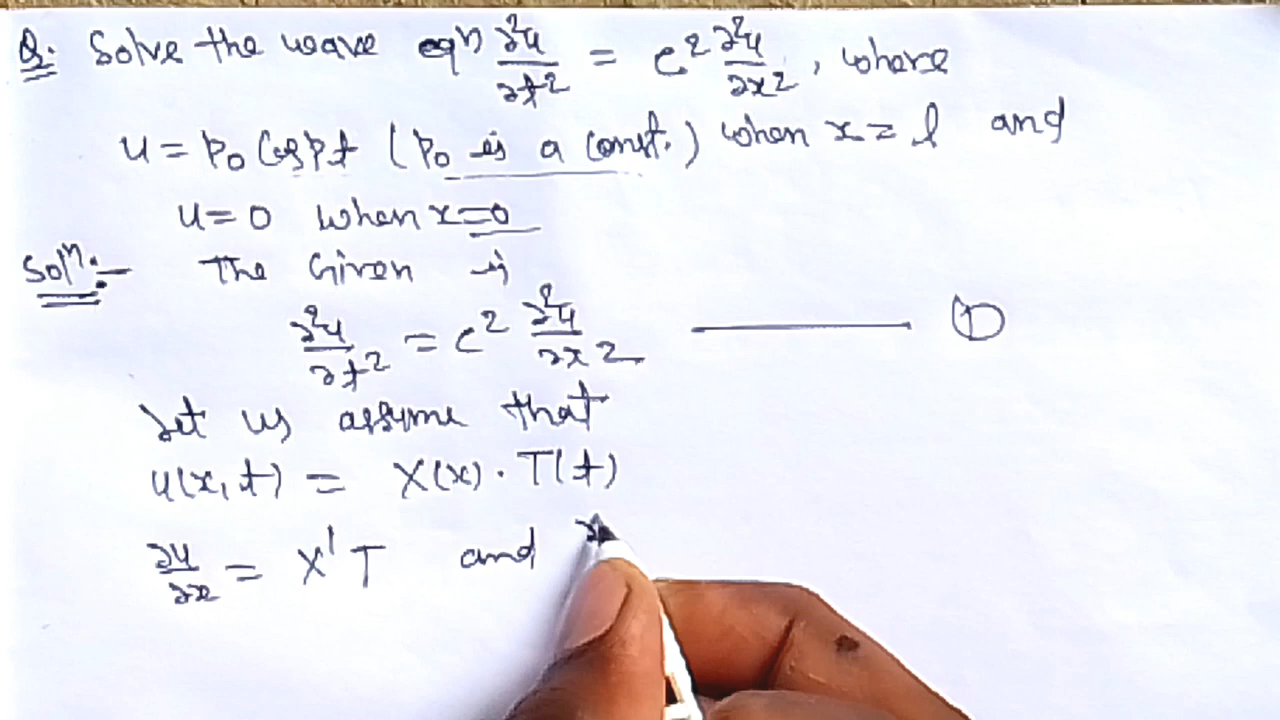 Q. Solve the wave eqn ∂²u/∂t² = c² ∂²u/∂x², where
u = P₀ Cos pt (P₀ is a const.) when x = l and
u = 0 when x = 0
Solⁿ:- The Given is
∂²u/∂t² = c² ∂²u/∂x² ——— ①
Let us assume that
u(x, t) = X(x) · T(t)
∂u/∂x = X' T and